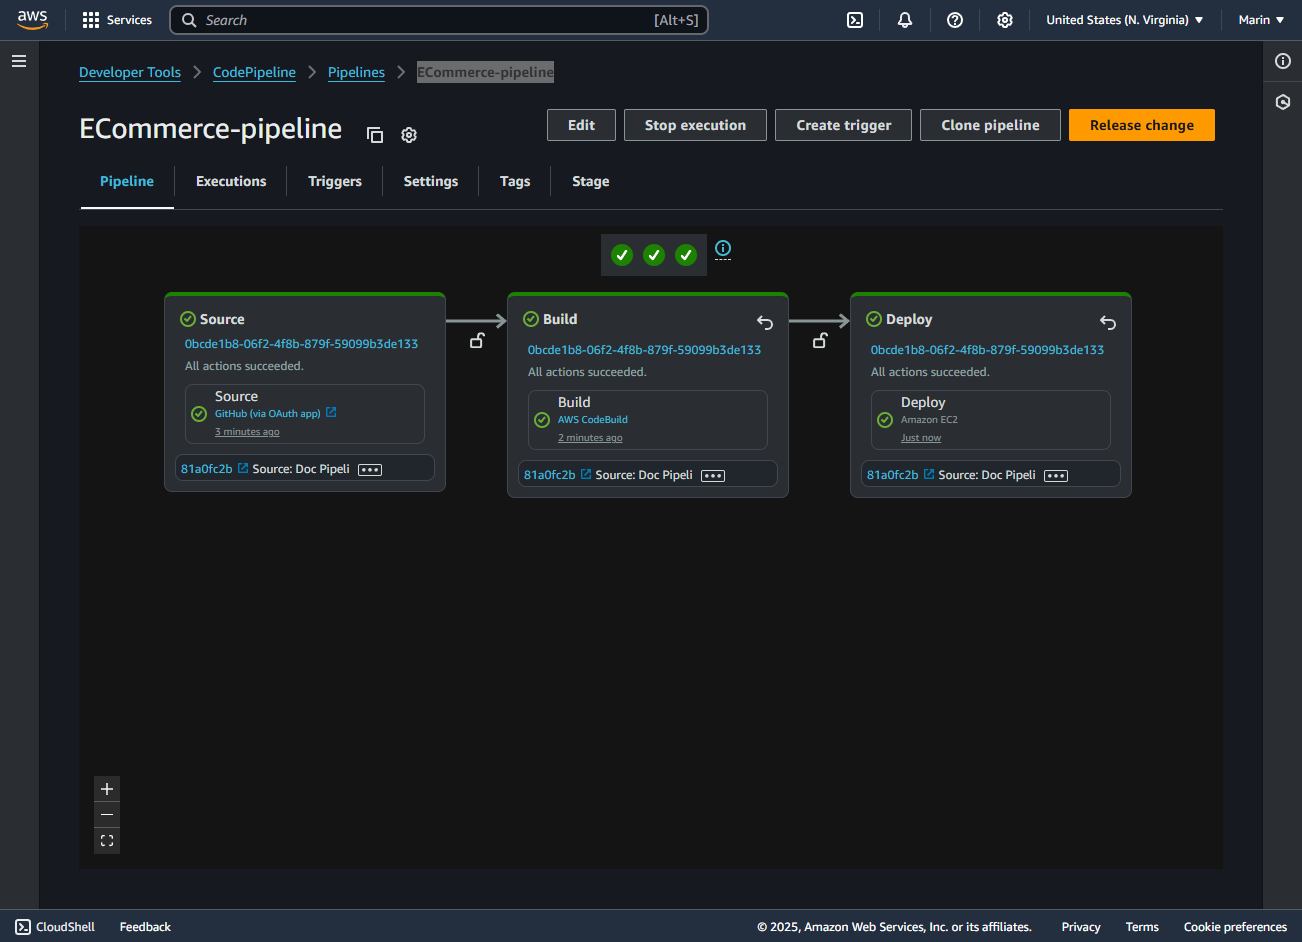 aws
Services
Search
[Alt+S]
United States (N. Virginia)
Marin
Developer Tools
CodePipeline
Pipelines
ECommerce-pipeline
ECommerce-pipeline
Edit
Stop execution
Create trigger
Clone pipeline
Release change
Pipeline
Executions
Triggers
Settings
Tags
Stage
Source
0bcde1b8-06f2-4f8b-879f-59099b3de133
All actions succeeded.
Source
GitHub (via OAuth app)
3 minutes ago
81a0fc2b Source: Doc Pipeli
Build
0bcde1b8-06f2-4f8b-879f-59099b3de133
All actions succeeded.
Build
AWS CodeBuild
2 minutes ago
81a0fc2b Source: Doc Pipeli
Deploy
0bcde1b8-06f2-4f8b-879f-59099b3de133
All actions succeeded.
Deploy
Amazon EC2
Just now
81a0fc2b Source: Doc Pipeli
CloudShell
Feedback
© 2025, Amazon Web Services, Inc. or its affiliates.
Privacy
Terms
Cookie preferences